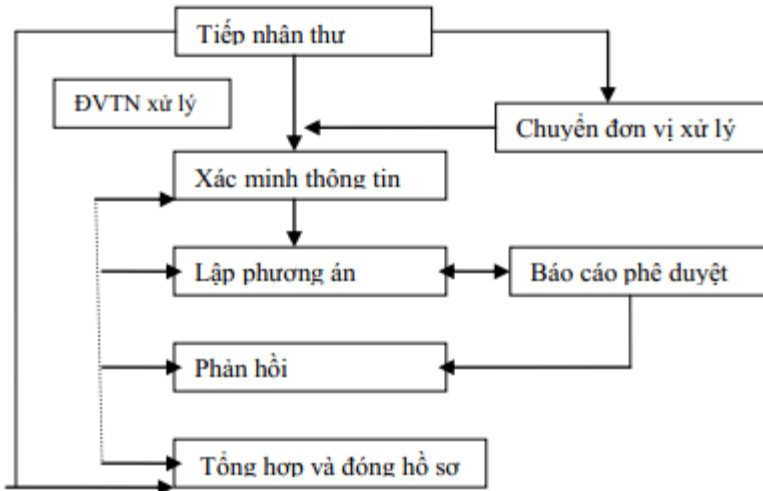 Tiếp nhân thư
ĐVTN xử lý
Chuyển đơn vị xử lý
Xác minh thông tin
Lập phương án
Báo cáo phê duyệt
Phản hồi
Tổng hợp và đóng hồ sơ